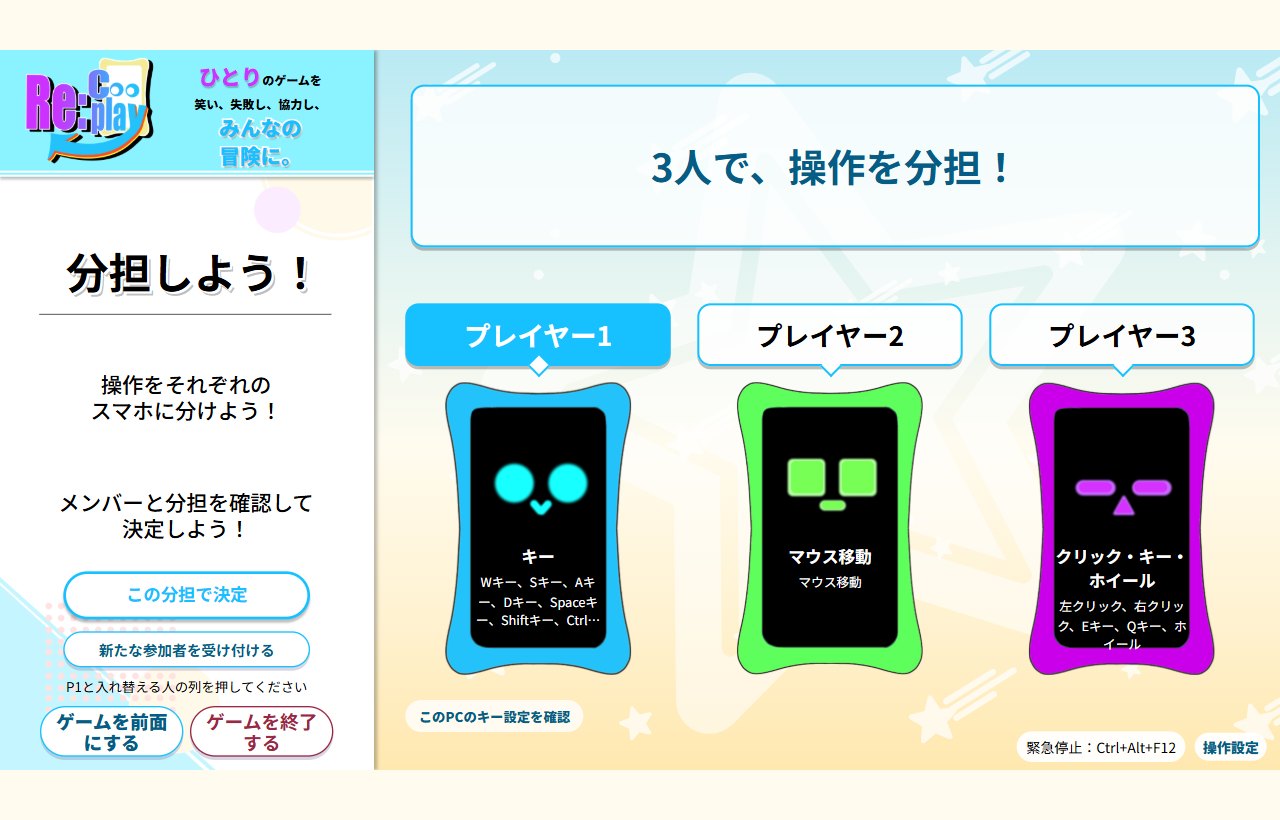 Re:Coo play
ひとりのゲームを
笑い、失敗し、協力し、
みんなの
冒険に。
分担しよう！
操作をそれぞれの
スマホに分けよう！
メンバーと分担を確認して
決定しよう！
この分担で決定
新たな参加者を受け付ける
P1と入れ替える人の列を押してください
ゲームを前面
にする
ゲームを終了
する
3人で、操作を分担！
プレイヤー1
プレイヤー2
プレイヤー3
キー
Wキー、Sキー、Aキ
ー、Dキー、Spaceキ
ー、Shiftキー、Ctrl…
マウス移動
マウス移動
クリック・キー・
ホイール
左クリック、右クリッ
ク、Eキー、Qキー、ホ
イール
このPCのキー設定を確認
緊急停止：Ctrl+Alt+F12
操作設定